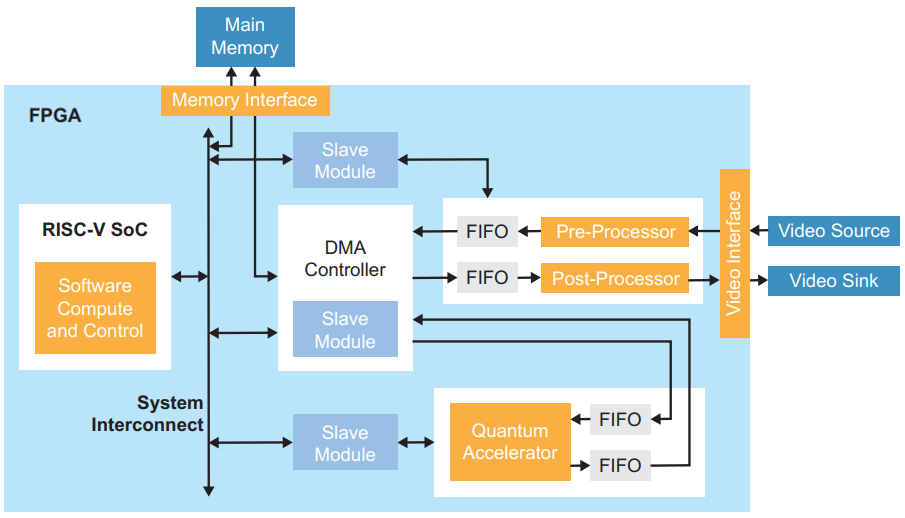 Main
Memory
FPGA
Memory Interface
Slave
Module
RISC-V SoC
Software
Compute
and Control
DMA
Controller
FIFO
Pre-Processor
FIFO
Post-Processor
Video Interface
Video Source
Video Sink
Slave
Module
System
Interconnect
Slave
Module
Quantum
Accelerator
FIFO
FIFO